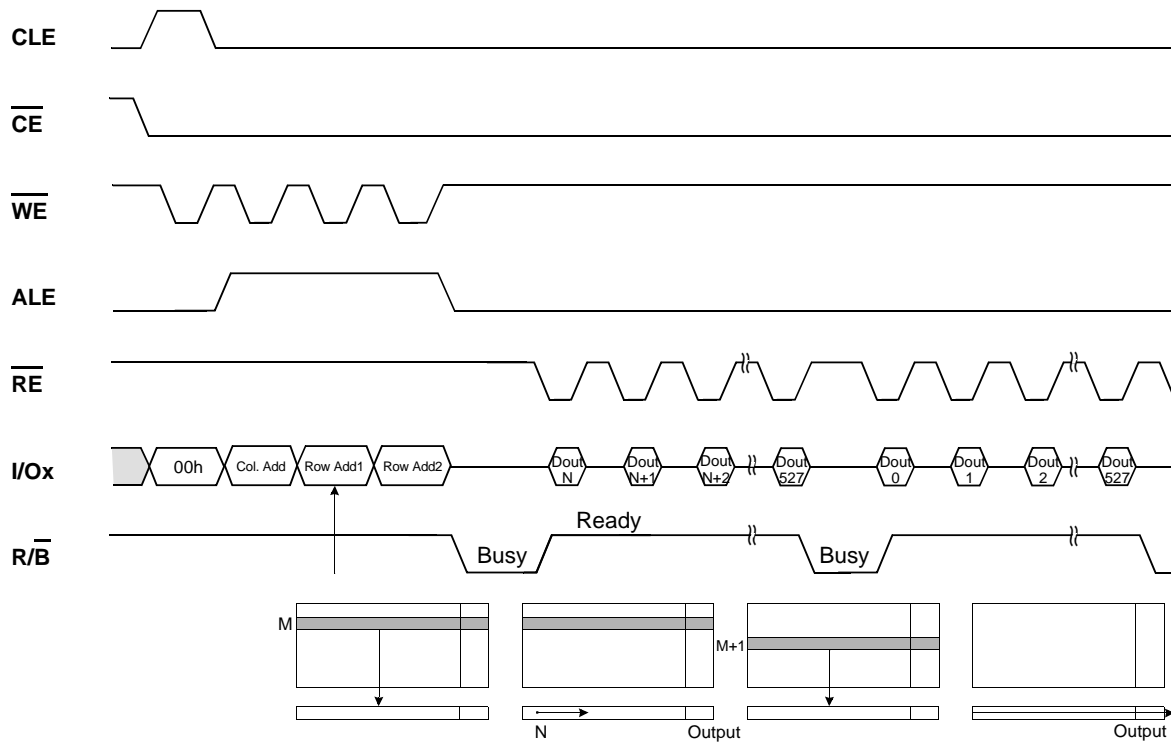 CLE
CE
WE
ALE
RE
I/Ox
00h
Col. Add
Row Add1
Row Add2
Dout
N
Dout
N+1
Dout
N+2
Dout
527
Dout
0
Dout
1
Dout
2
Dout
527
R/B
Busy
Ready
Busy
M
M+1
N
Output
Output